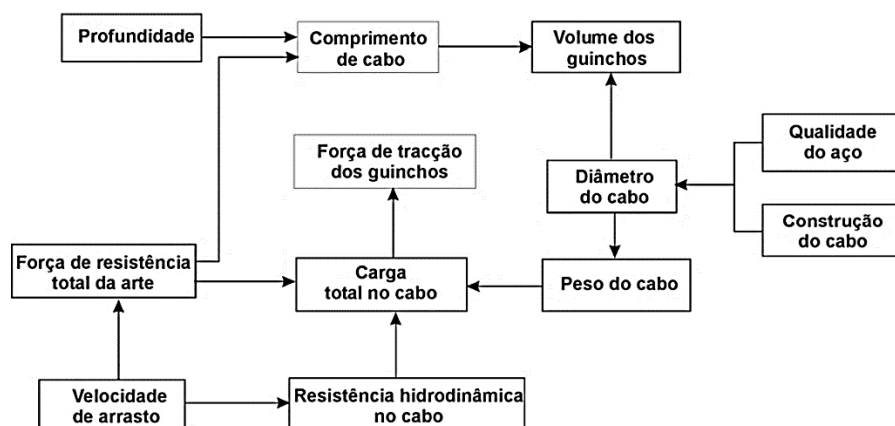 Profundidade
Comprimento
de cabo
Volume dos
guinchos
Força de tracção
dos guinchos
Diâmetro
do cabo
Qualidade
do aço
Construção
do cabo
Força de resistência
total da arte
Carga
total no cabo
Peso do cabo
Velocidade
de arrasto
Resistência hidrodinâmica
no cabo